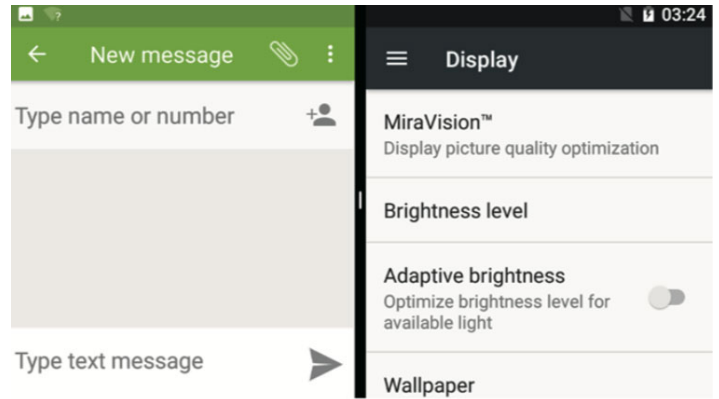 ?
03:24
New message
Type name or number
Type text message
Display
MiraVision™
Display picture quality optimization
Brightness level
Adaptive brightness
Optimize brightness level for
available light
Wallpaper